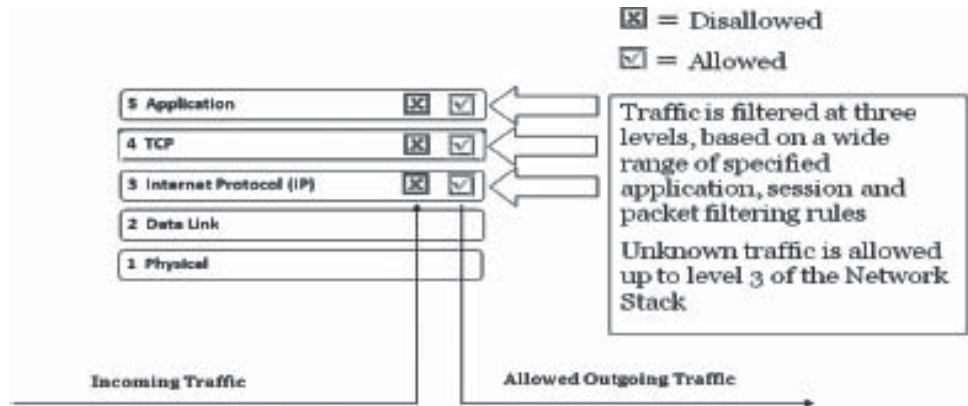 = Disallowed
= Allowed
5 Application
4 TCP
3 Internet Protocol (IP)
2 Data Link
1 Physical
Traffic is filtered at three
levels, based on a wide
range of specified
application, session and
packet filtering rules
Unknown traffic is allowed
up to level 3 of the Network
Stack
Incoming Traffic
Allowed Outgoing Traffic